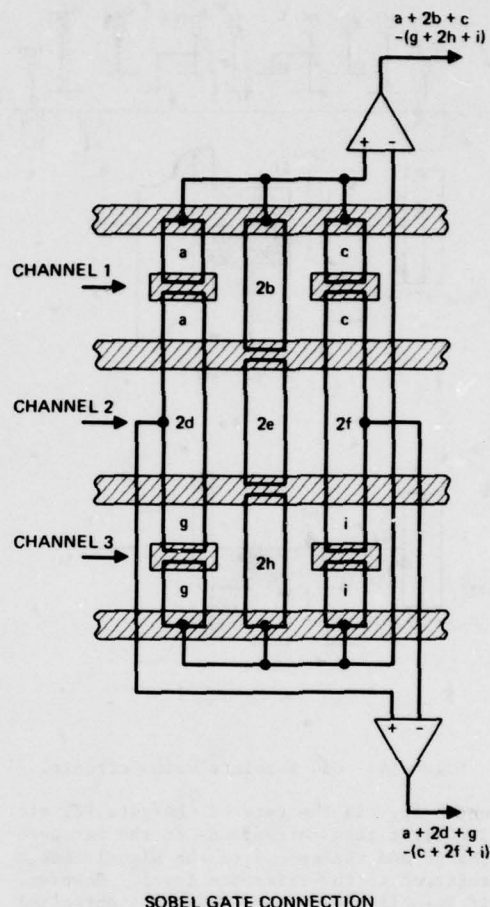 a + 2b + c
-(g + 2h + i)
+ -
a c
CHANNEL 1
2b
a c
CHANNEL 2
2d 2e 2f
g i
CHANNEL 3
2h
g i
+ -
a + 2d + g
-(c + 2f + i)
SOBEL GATE CONNECTION